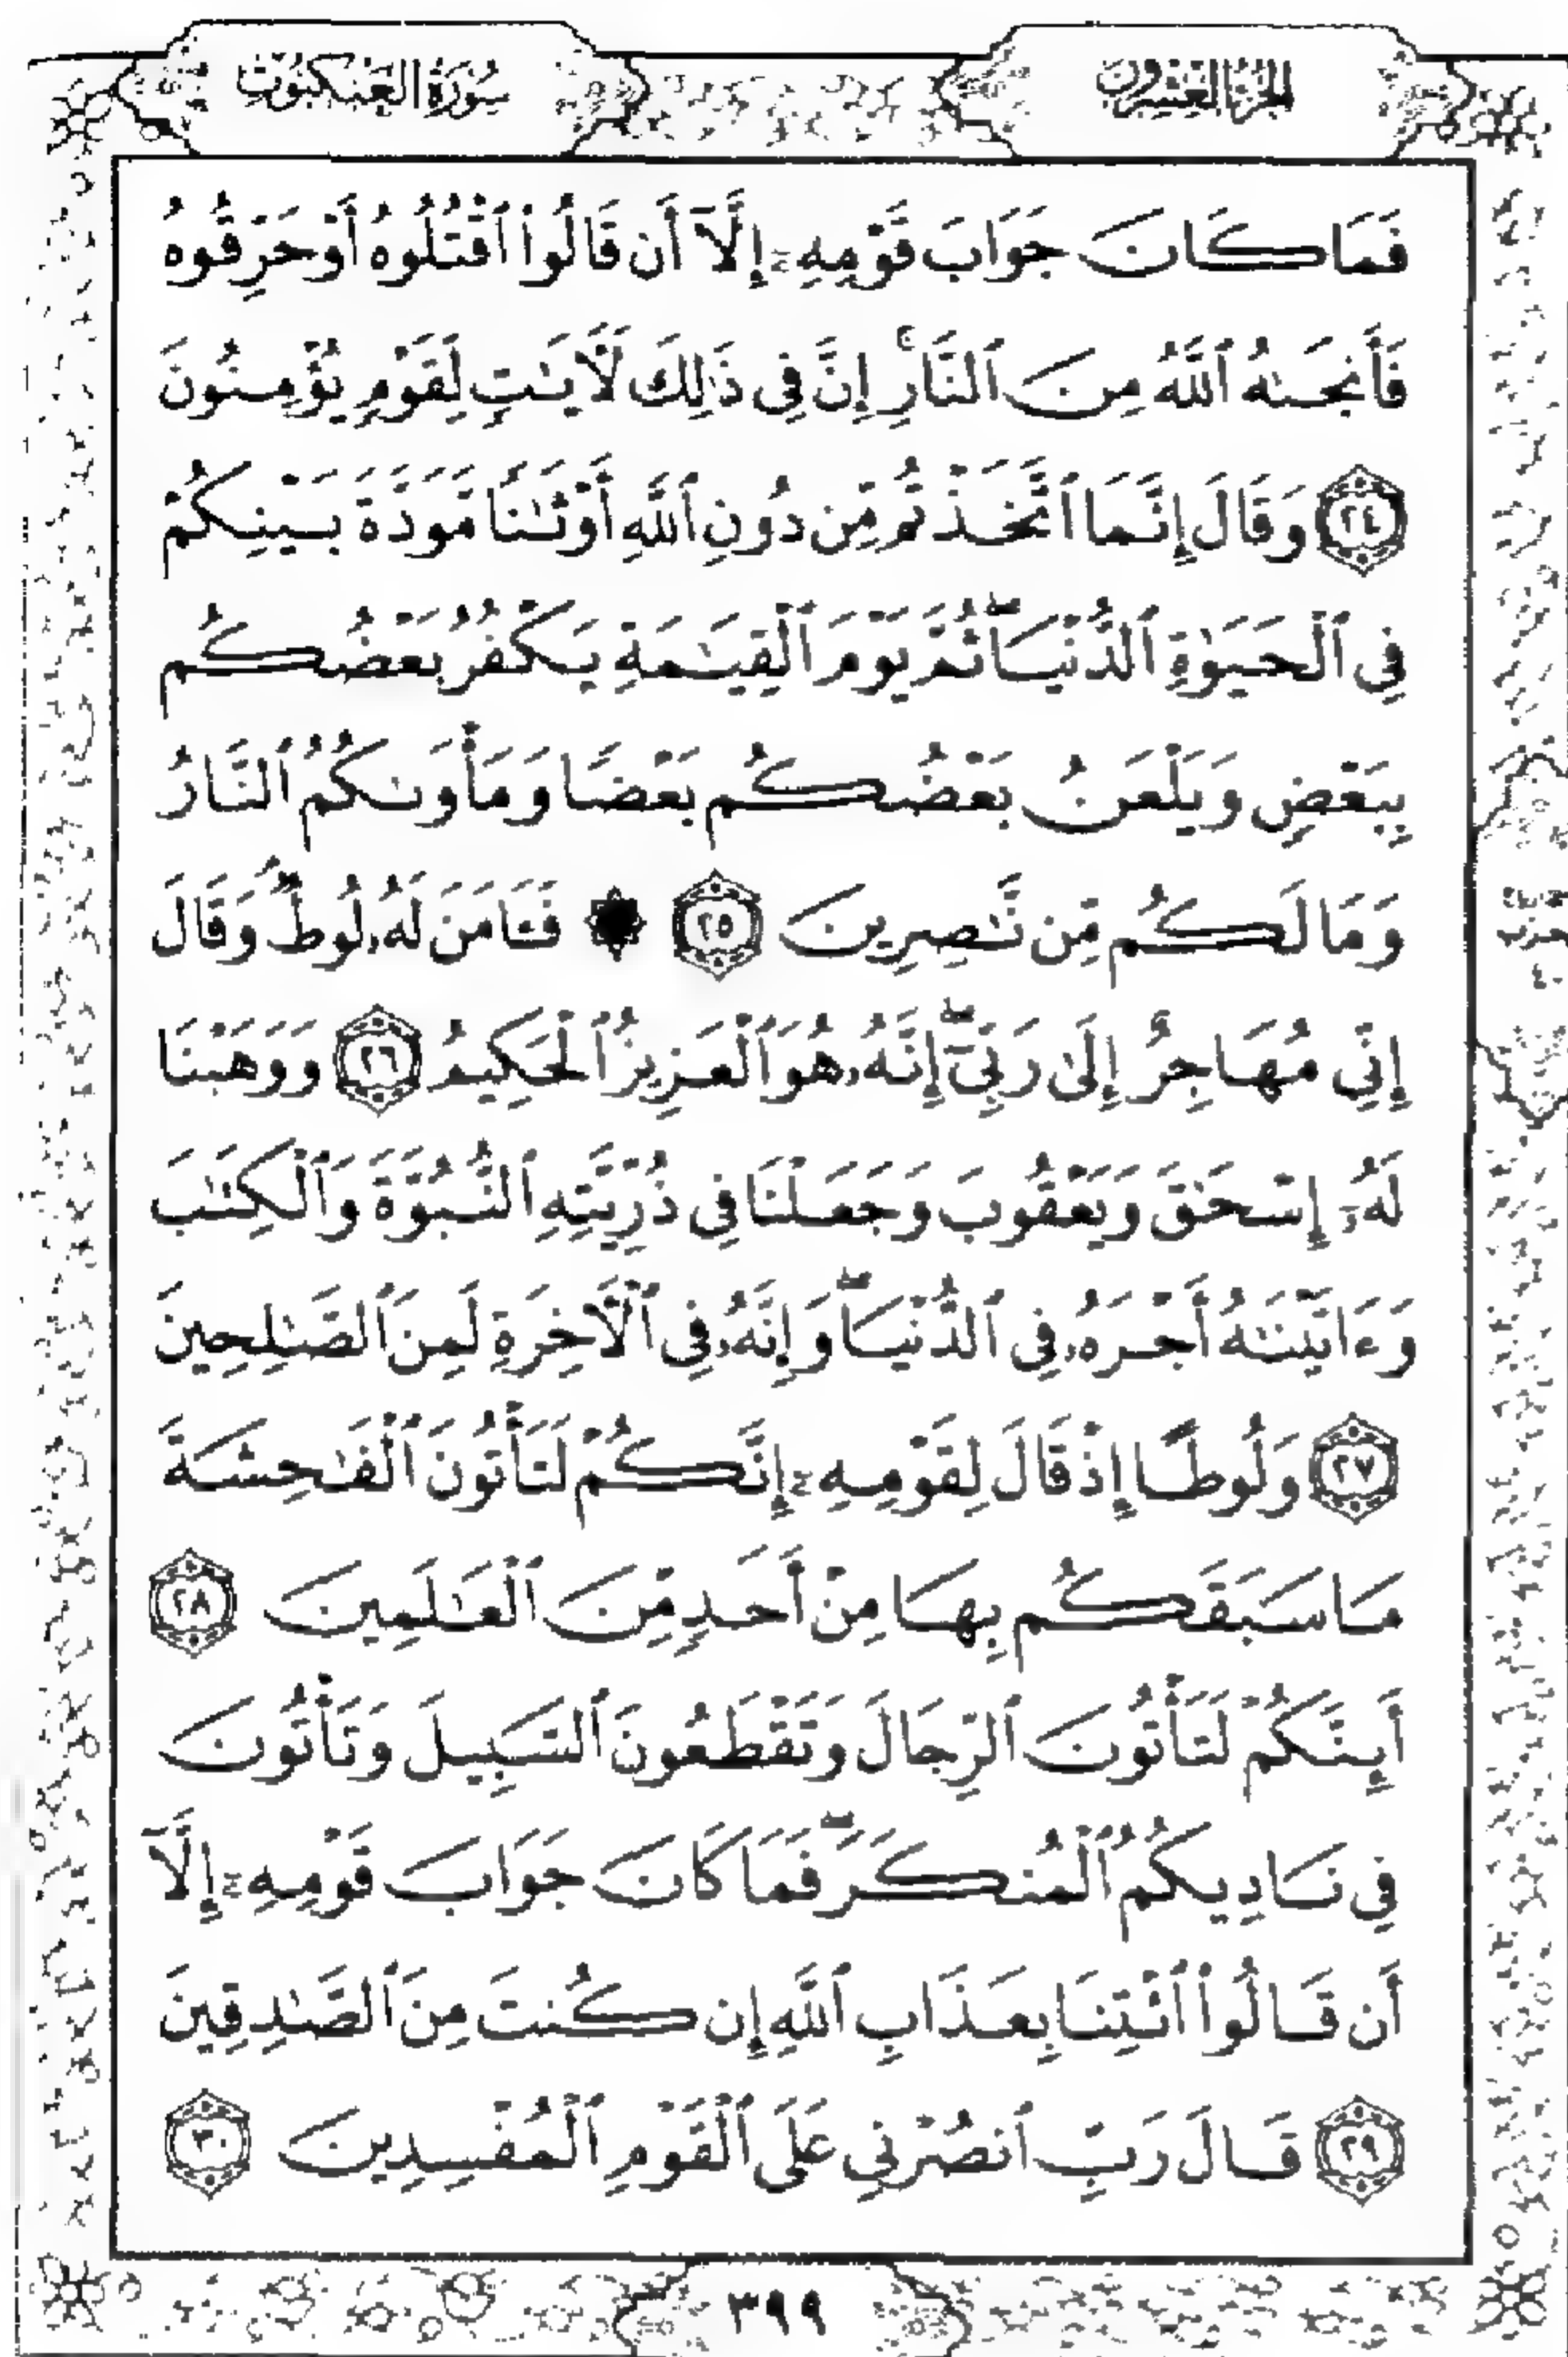 الجزء العشرون
سورة العنكبوت
فَمَا كَانَ جَوَابَ قَوْمِهِۦٓ إِلَّآ أَن قَالُوا۟ ٱقْتُلُوهُ أَوْ حَرِّقُوهُ
فَأَنجَىٰهُ ٱللَّهُ مِنَ ٱلنَّارِ ۚ إِنَّ فِى ذَٰلِكَ لَـَٔايَـٰتٍ لِّقَوْمٍ يُؤْمِنُونَ
٢٤ وَقَالَ إِنَّمَا ٱتَّخَذْتُم مِّن دُونِ ٱللَّهِ أَوْثَـٰنًا مَّوَدَّةَ بَيْنِكُمْ
فِى ٱلْحَيَوٰةِ ٱلدُّنْيَا ۖ ثُمَّ يَوْمَ ٱلْقِيَـٰمَةِ يَكْفُرُ بَعْضُكُم
بِبَعْضٍ وَيَلْعَنُ بَعْضُكُم بَعْضًا وَمَأْوَىٰكُمُ ٱلنَّارُ
وَمَا لَكُم مِّن نَّـٰصِرِينَ ٢٥ ۞ فَـَٔامَنَ لَهُۥ لُوطٌ ۘ وَقَالَ
إِنِّى مُهَاجِرٌ إِلَىٰ رَبِّىٓ ۖ إِنَّهُۥ هُوَ ٱلْعَزِيزُ ٱلْحَكِيمُ ٢٦ وَوَهَبْنَا
لَهُۥٓ إِسْحَـٰقَ وَيَعْقُوبَ وَجَعَلْنَا فِى ذُرِّيَّتِهِ ٱلنُّبُوَّةَ وَٱلْكِتَـٰبَ
وَءَاتَيْنَـٰهُ أَجْرَهُۥ فِى ٱلدُّنْيَا ۖ وَإِنَّهُۥ فِى ٱلْـَٔاخِرَةِ لَمِنَ ٱلصَّـٰلِحِينَ
٢٧ وَلُوطًا إِذْ قَالَ لِقَوْمِهِۦٓ إِنَّكُمْ لَتَأْتُونَ ٱلْفَـٰحِشَةَ
مَا سَبَقَكُم بِهَا مِنْ أَحَدٍ مِّنَ ٱلْعَـٰلَمِينَ ٢٨
أَئِنَّكُمْ لَتَأْتُونَ ٱلرِّجَالَ وَتَقْطَعُونَ ٱلسَّبِيلَ وَتَأْتُونَ
فِى نَادِيكُمُ ٱلْمُنكَرَ ۖ فَمَا كَانَ جَوَابَ قَوْمِهِۦٓ إِلَّآ
أَن قَالُوا۟ ٱئْتِنَا بِعَذَابِ ٱللَّهِ إِن كُنتَ مِنَ ٱلصَّـٰدِقِينَ
٢٩ قَالَ رَبِّ ٱنصُرْنِى عَلَى ٱلْقَوْمِ ٱلْمُفْسِدِينَ ٣٠
حزب
٤٠
٣٩٩